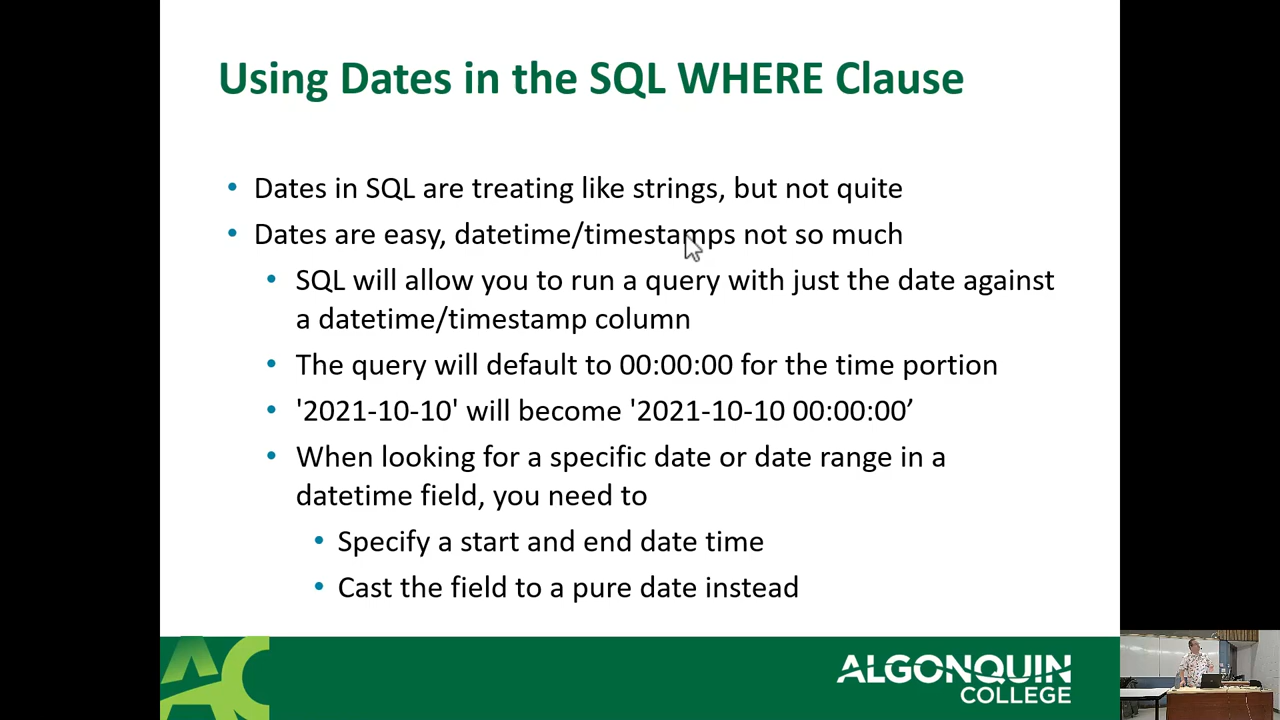 Using Dates in the SQL WHERE Clause
• Dates in SQL are treating like strings, but not quite
• Dates are easy, datetime/timestamps not so much
• SQL will allow you to run a query with just the date against
a datetime/timestamp column
• The query will default to 00:00:00 for the time portion
• '2021-10-10' will become '2021-10-10 00:00:00’
• When looking for a specific date or date range in a
datetime field, you need to
• Specify a start and end date time
• Cast the field to a pure date instead
AC
ALGONQUIN
COLLEGE